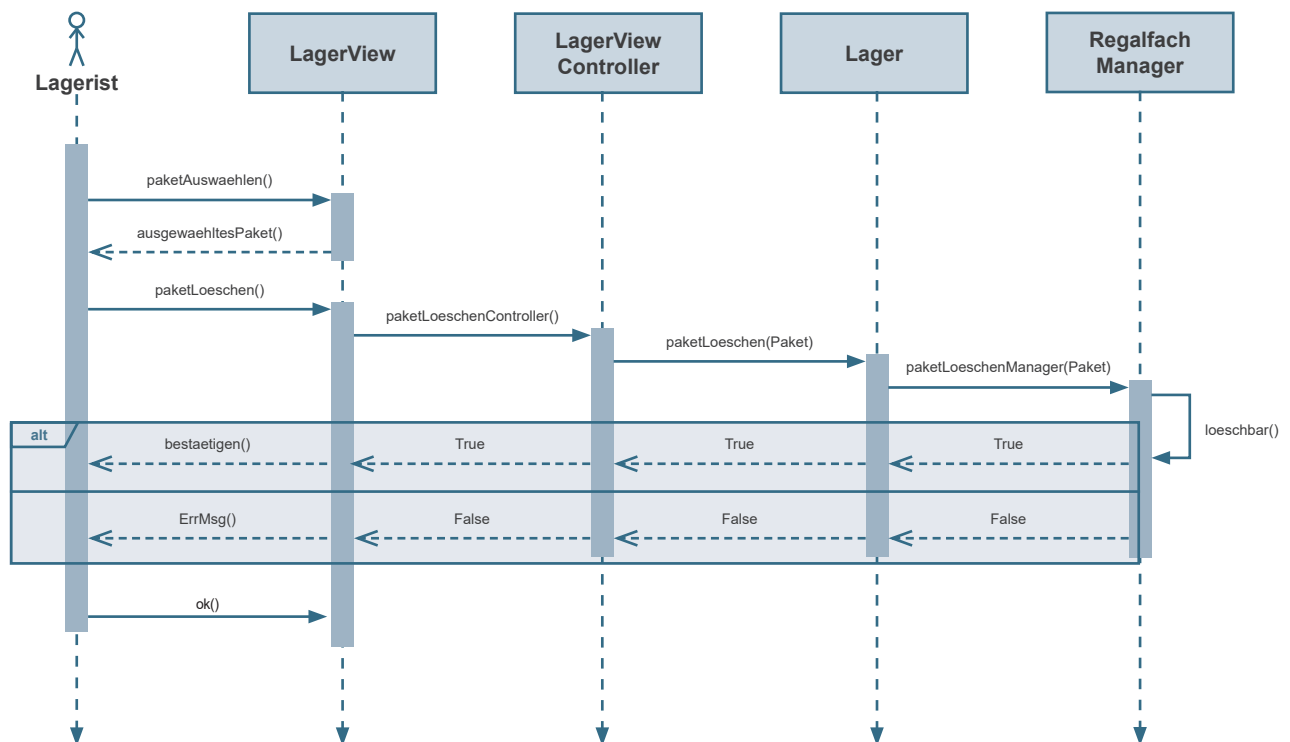 Lagerist
LagerView
LagerView
Controller
Lager
Regalfach
Manager
paketAuswaehlen()
ausgewaehltesPaket()
paketLoeschen()
paketLoeschenController()
paketLoeschen(Paket)
paketLoeschenManager(Paket)
loeschbar()
alt
bestaetigen()
True
True
True
ErrMsg()
False
False
False
ok()